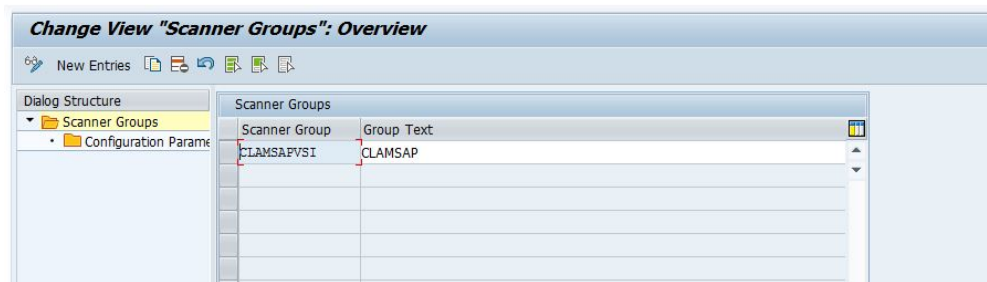 Change View "Scanner Groups": Overview
New Entries
Dialog Structure
Scanner Groups
Configuration Parame
Scanner Groups
Scanner Group Group Text
CLAMSAPVSI CLAMSAP